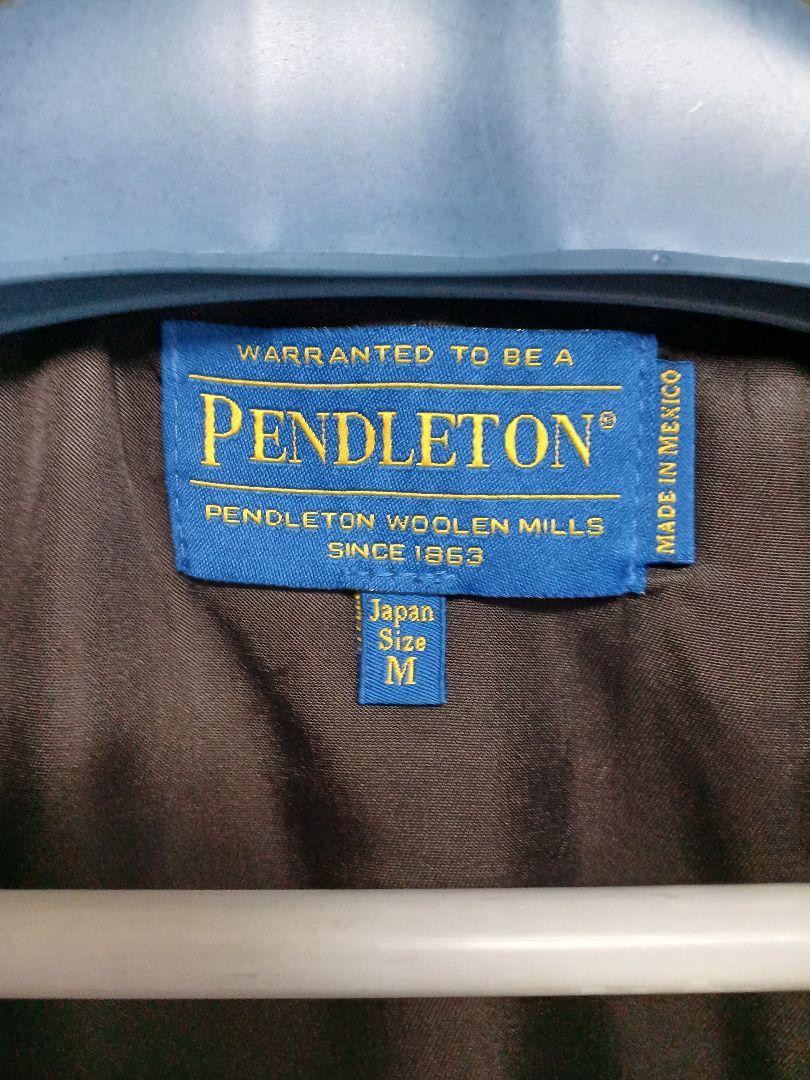 WARRANTED TO BE A
PENDLETON®
PENDLETON WOOLEN MILLS
SINCE 1863
MADE IN MEXICO
Japan
Size
M